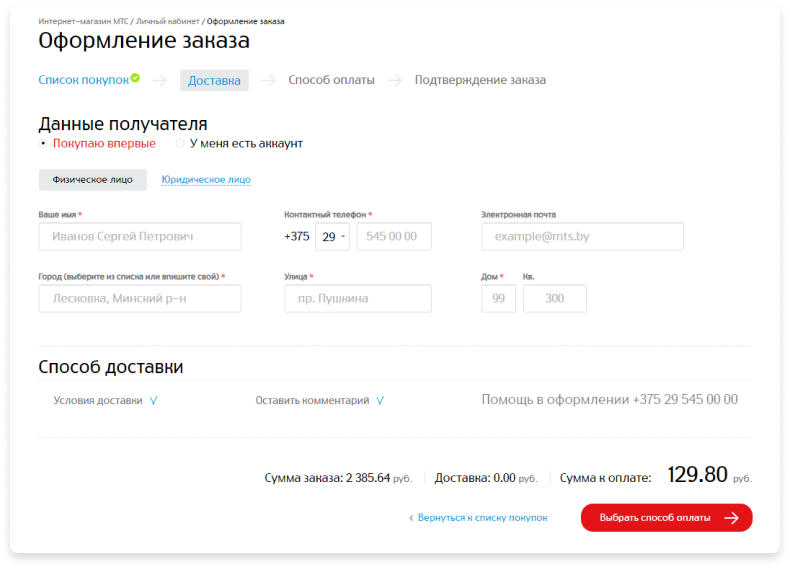 Интернет-магазин МТС / Личный кабинет / Оформление заказа
Оформление заказа
Список покупок → Доставка → Способ оплаты → Подтверждение заказа
Данные получателя
Покупаю впервые У меня есть аккаунт
Физическое лицо Юридическое лицо
Ваше имя * Контактный телефон * Электронная почта
Иванов Сергей Петрович +375 29 545 00 00 example@mts.by
Город (выберите из списка или впишите свой) * Улица * Дом * Кв.
Лесковка, Минский р-н пр. Пушкина 99 300
Способ доставки
Условия доставки Оставить комментарий Помощь в оформлении +375 29 545 00 00
Сумма заказа: 2 385.64 руб. Доставка: 0.00 руб. Сумма к оплате: 129.80 руб.
‹ Вернуться к списку покупок Выбрать способ оплаты →